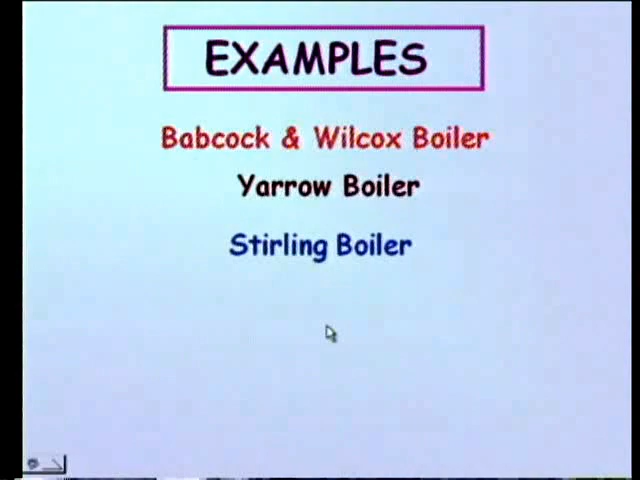 EXAMPLES
Babcock & Wilcox Boiler
Yarrow Boiler
Stirling Boiler